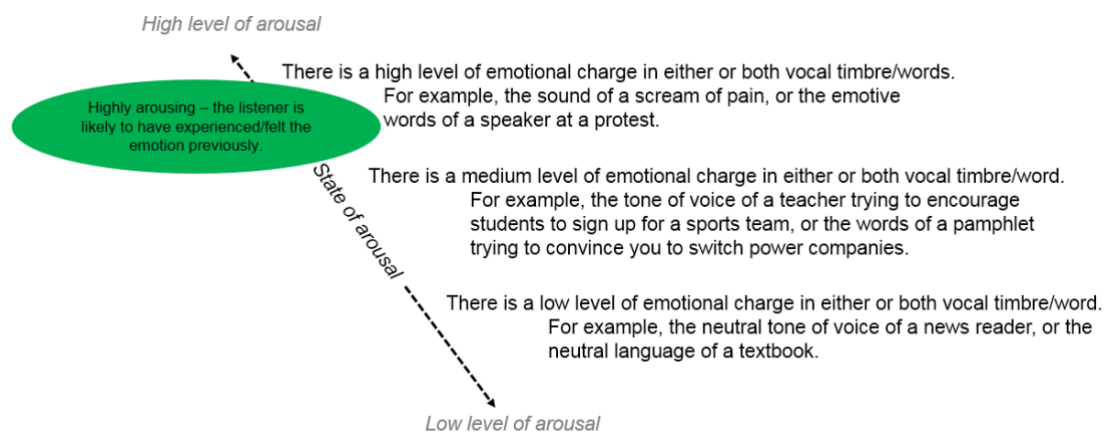 High level of arousal
There is a high level of emotional charge in either or both vocal timbre/words.
For example, the sound of a scream of pain, or the emotive
words of a speaker at a protest.
Highly arousing – the listener is
likely to have experienced/felt the
emotion previously.
State of arousal
There is a medium level of emotional charge in either or both vocal timbre/word.
For example, the tone of voice of a teacher trying to encourage
students to sign up for a sports team, or the words of a pamphlet
trying to convince you to switch power companies.
There is a low level of emotional charge in either or both vocal timbre/word.
For example, the neutral tone of voice of a news reader, or the
neutral language of a textbook.
Low level of arousal